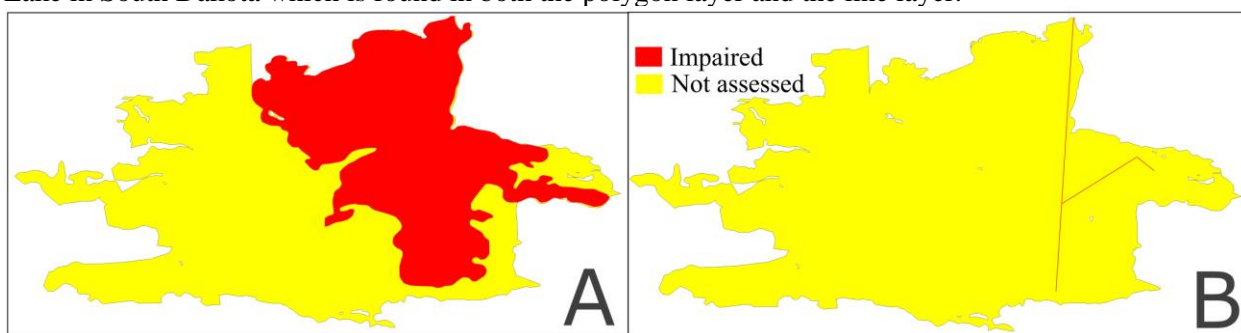 Lake in South Dakota which is found in both the polygon layer and the line layer.
Impaired
Not assessed
A
B